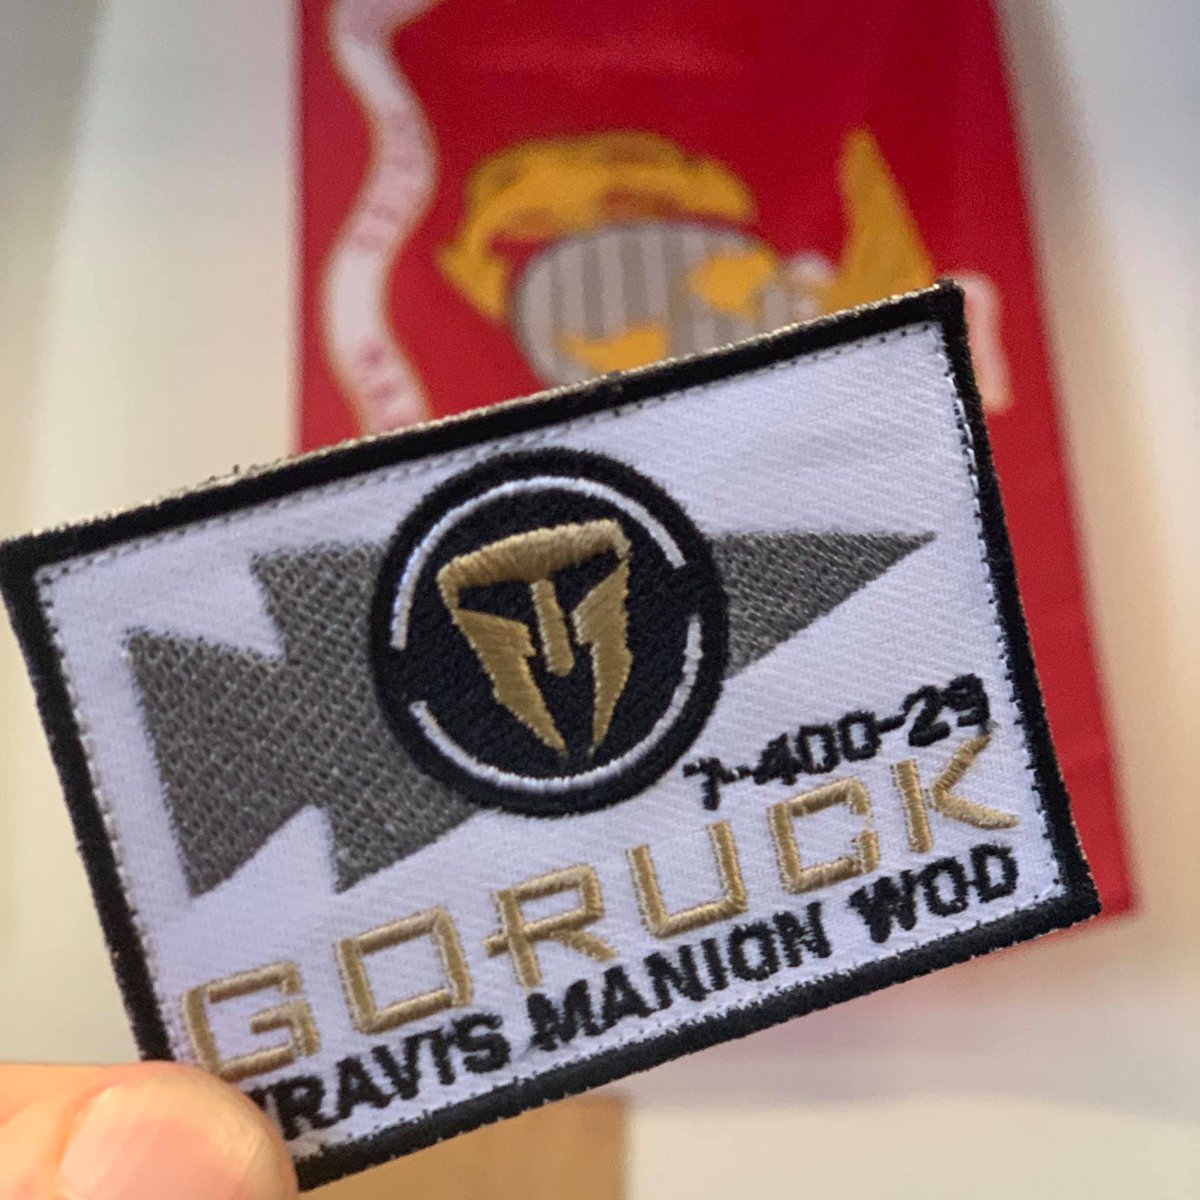 7-400-29
GORUCK
TRAVIS MANION WOD